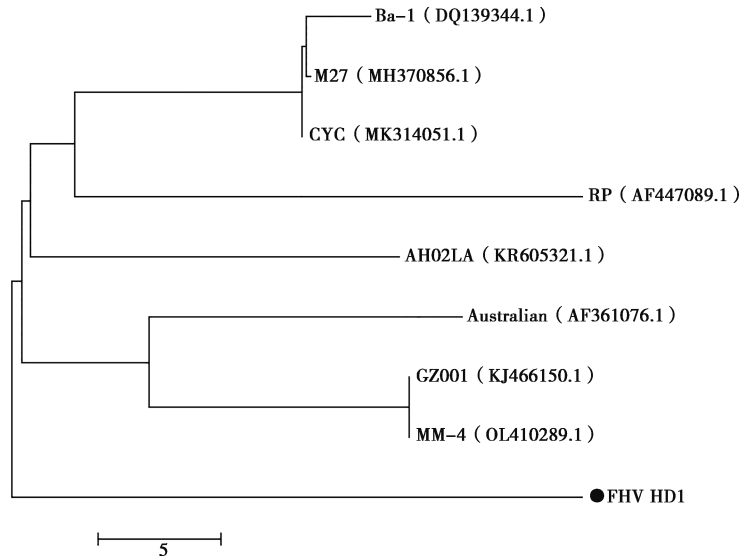 Ba-1（DQ139344.1）
M27（MH370856.1）
CYC（MK314051.1）
RP（AF447089.1）
AH02LA（KR605321.1）
Australian（AF361076.1）
GZ001（KJ466150.1）
MM-4（OL410289.1）
FHV HD1
5